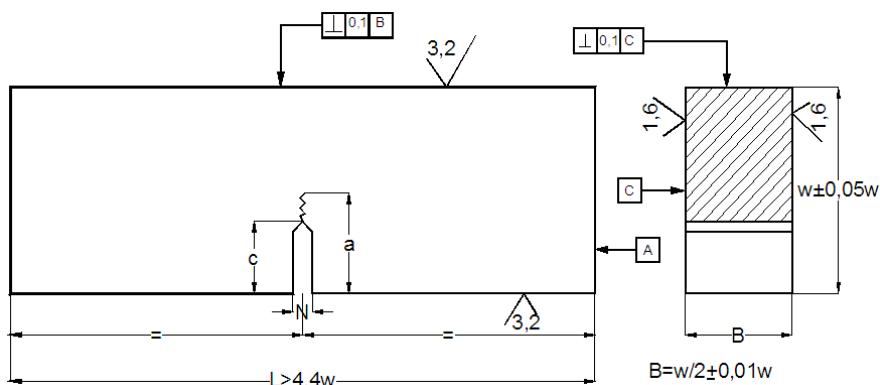 ⊥ 0,1 B
3,2
⊥ 0,1 C
1,6
1,6
C
w±0,05w
c
a
A
N
3,2
=
=
B
L>4,4w
B=w/2±0,01w